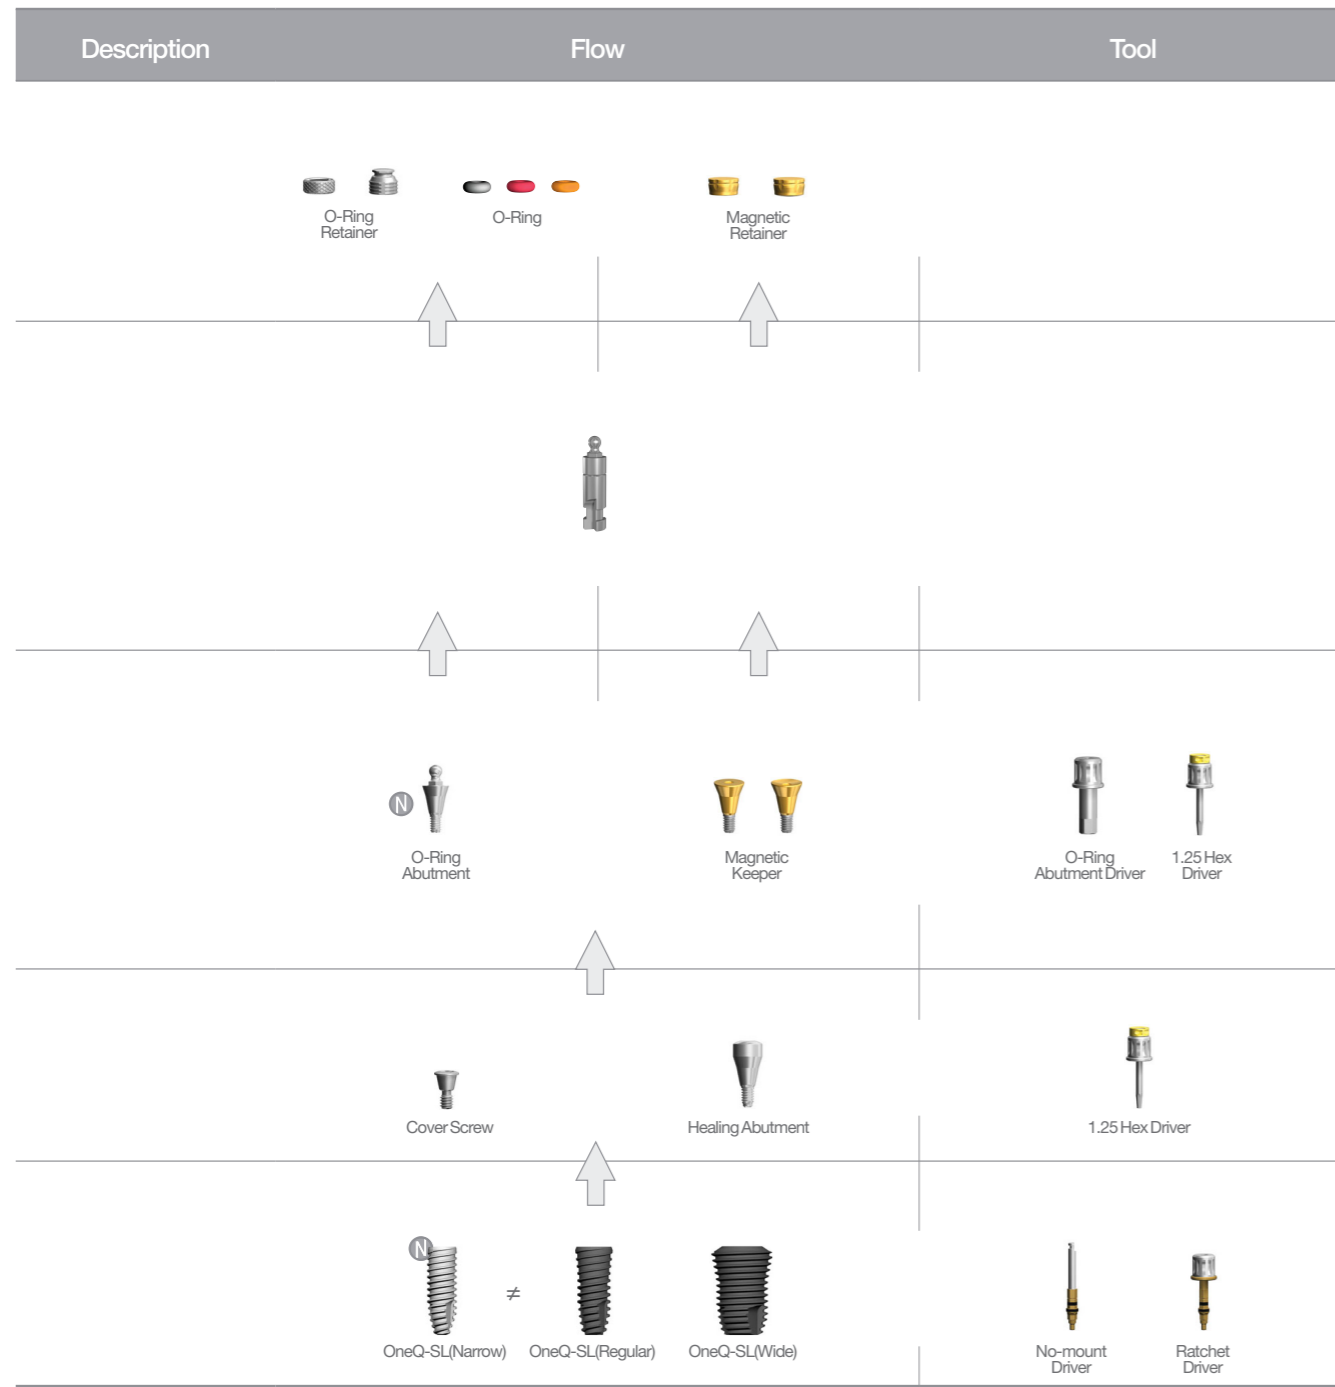 Description Flow Tool
O-Ring
Retainer
O-Ring
Magnetic
Retainer
N
O-Ring
Abutment
Magnetic
Keeper
O-Ring
Abutment Driver
1.25 Hex
Driver
Cover Screw
Healing Abutment
1.25 Hex Driver
N
≠
OneQ-SL(Narrow)
OneQ-SL(Regular)
OneQ-SL(Wide)
No-mount
Driver
Ratchet
Driver